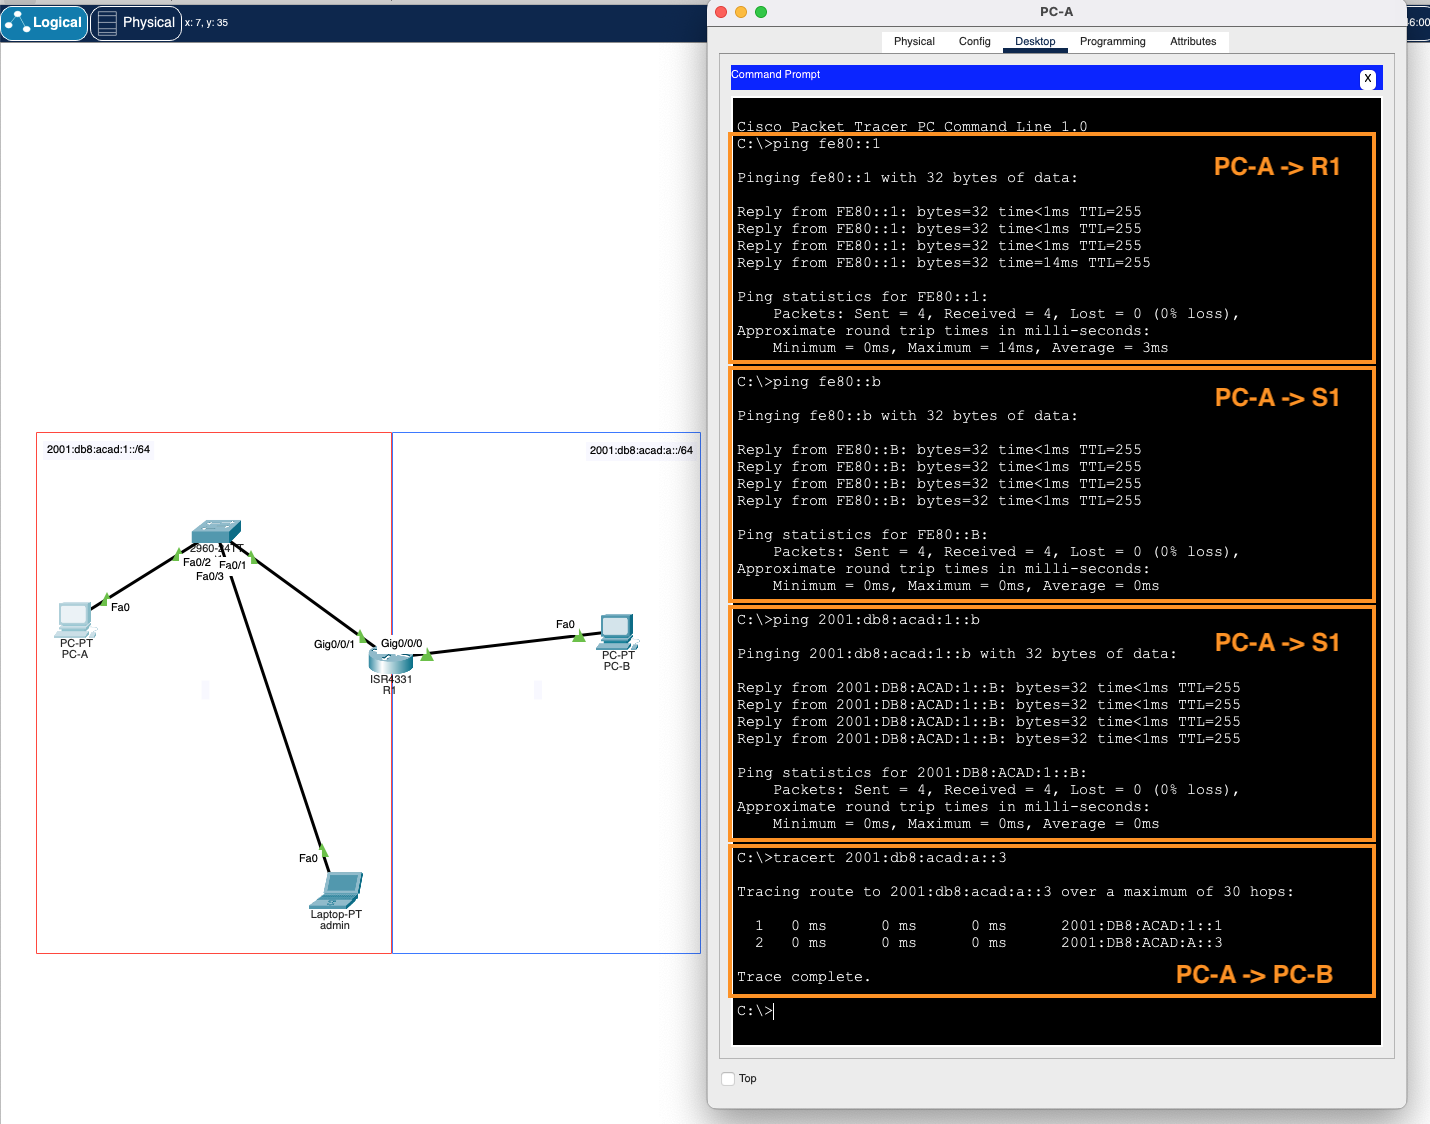 Logical
Physical
x: 7, y: 35
2001:db8:acad:1::/64
2001:db8:acad:a::/64
2960-24TT
Fa0/2
Fa0/1
Fa0/3
Fa0
PC-PT
PC-A
Gig0/0/1
Gig0/0/0
ISR4331
R1
Fa0
PC-PT
PC-B
Fa0
Laptop-PT
admin
PC-A
Physical
Config
Desktop
Programming
Attributes
6:00
Command Prompt
X
Cisco Packet Tracer PC Command Line 1.0
C:\>ping fe80::1
PC-A -> R1
Pinging fe80::1 with 32 bytes of data:
Reply from FE80::1: bytes=32 time<1ms TTL=255
Reply from FE80::1: bytes=32 time<1ms TTL=255
Reply from FE80::1: bytes=32 time<1ms TTL=255
Reply from FE80::1: bytes=32 time=14ms TTL=255
Ping statistics for FE80::1:
Packets: Sent = 4, Received = 4, Lost = 0 (0% loss),
Approximate round trip times in milli-seconds:
Minimum = 0ms, Maximum = 14ms, Average = 3ms
C:\>ping fe80::b
PC-A -> S1
Pinging fe80::b with 32 bytes of data:
Reply from FE80::B: bytes=32 time<1ms TTL=255
Reply from FE80::B: bytes=32 time<1ms TTL=255
Reply from FE80::B: bytes=32 time<1ms TTL=255
Reply from FE80::B: bytes=32 time<1ms TTL=255
Ping statistics for FE80::B:
Packets: Sent = 4, Received = 4, Lost = 0 (0% loss),
Approximate round trip times in milli-seconds:
Minimum = 0ms, Maximum = 0ms, Average = 0ms
C:\>ping 2001:db8:acad:1::b
PC-A -> S1
Pinging 2001:db8:acad:1::b with 32 bytes of data:
Reply from 2001:DB8:ACAD:1::B: bytes=32 time<1ms TTL=255
Reply from 2001:DB8:ACAD:1::B: bytes=32 time<1ms TTL=255
Reply from 2001:DB8:ACAD:1::B: bytes=32 time<1ms TTL=255
Reply from 2001:DB8:ACAD:1::B: bytes=32 time<1ms TTL=255
Ping statistics for 2001:DB8:ACAD:1::B:
Packets: Sent = 4, Received = 4, Lost = 0 (0% loss),
Approximate round trip times in milli-seconds:
Minimum = 0ms, Maximum = 0ms, Average = 0ms
C:\>tracert 2001:db8:acad:a::3
Tracing route to 2001:db8:acad:a::3 over a maximum of 30 hops:
1 0 ms 0 ms 0 ms 2001:DB8:ACAD:1::1
2 0 ms 0 ms 0 ms 2001:DB8:ACAD:A::3
Trace complete.
PC-A -> PC-B
C:\>
Top